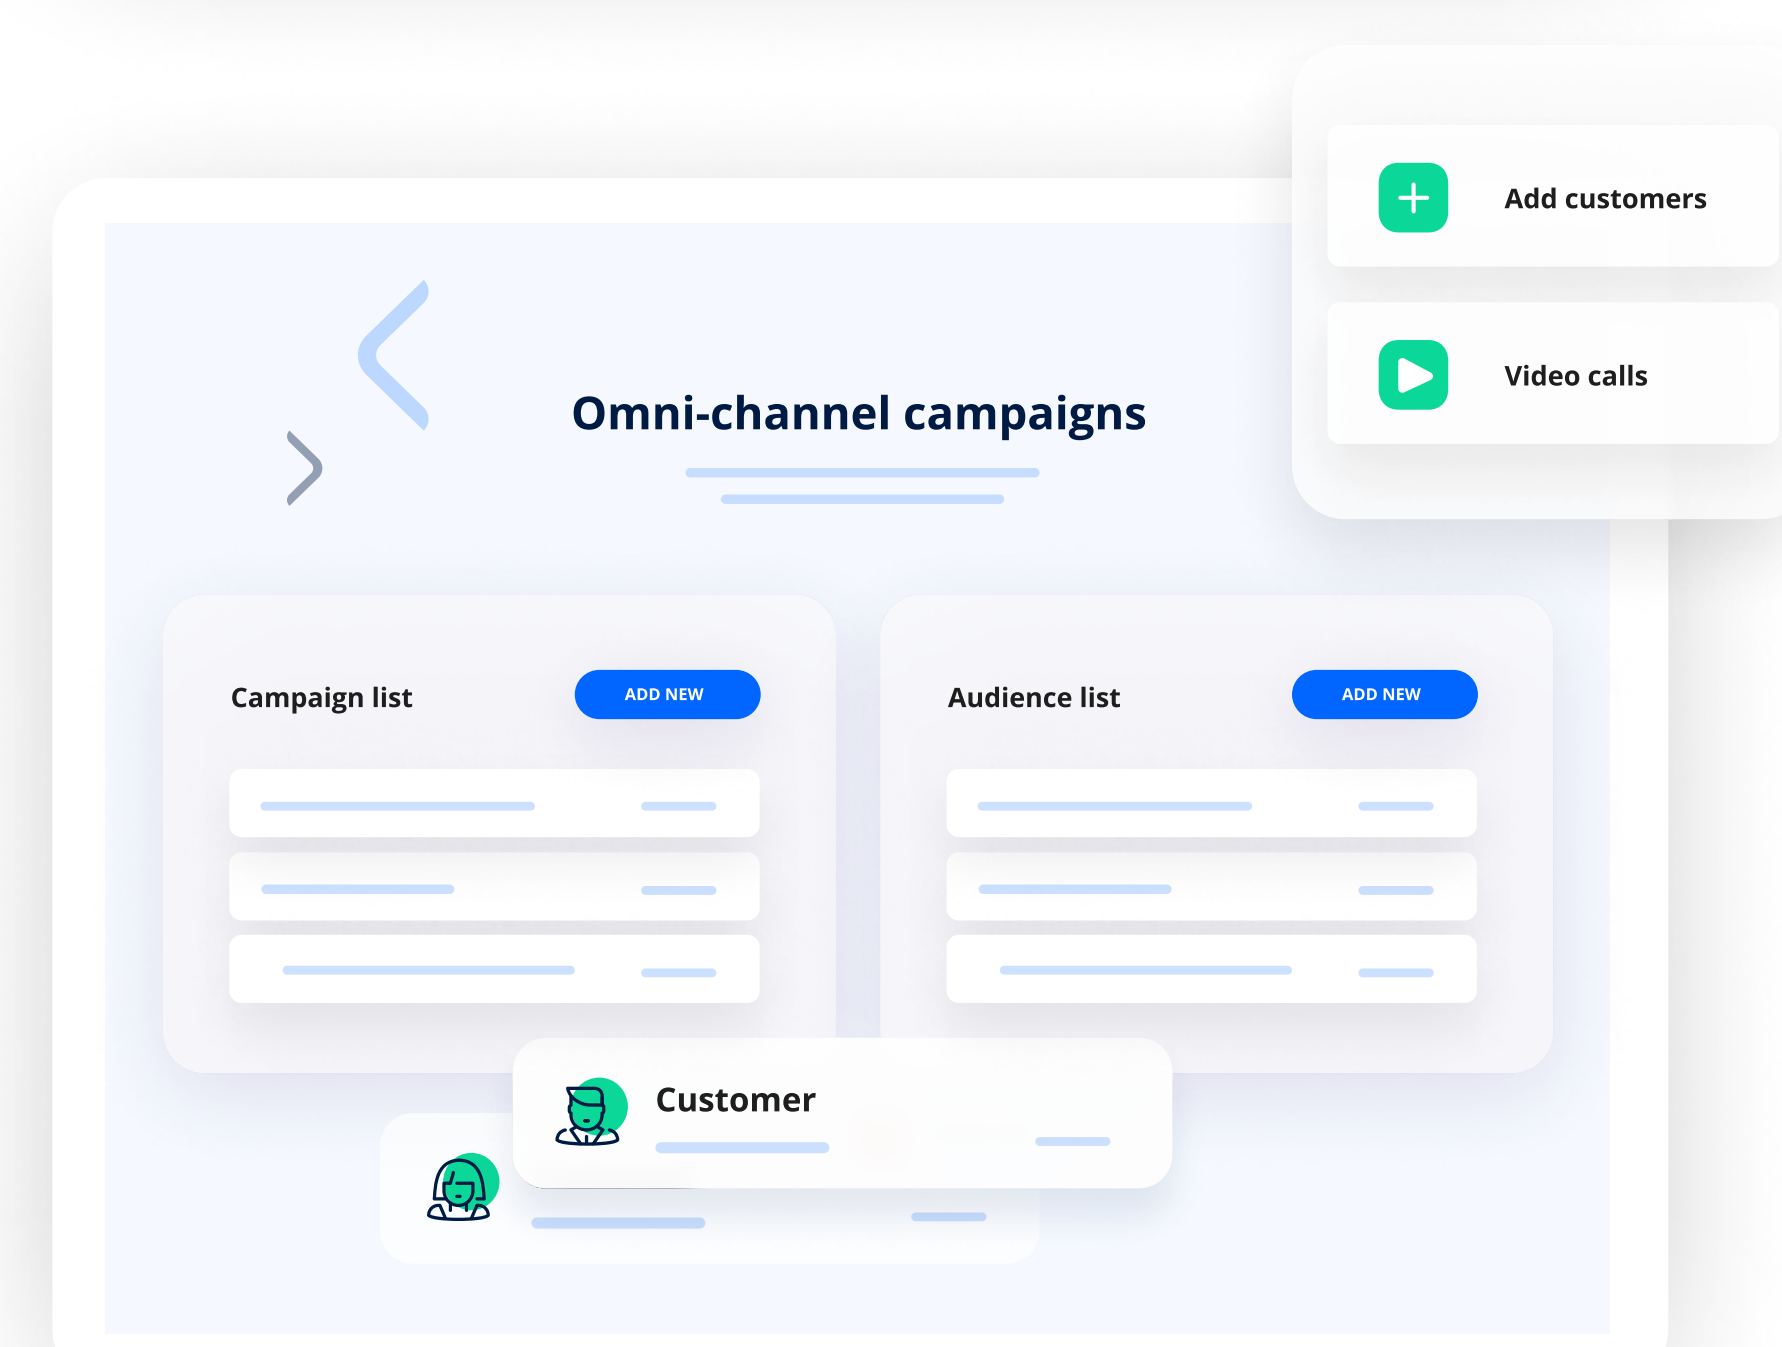 Add customers
Video calls
Omni-channel campaigns
Campaign list
ADD NEW
Audience list
ADD NEW
Customer